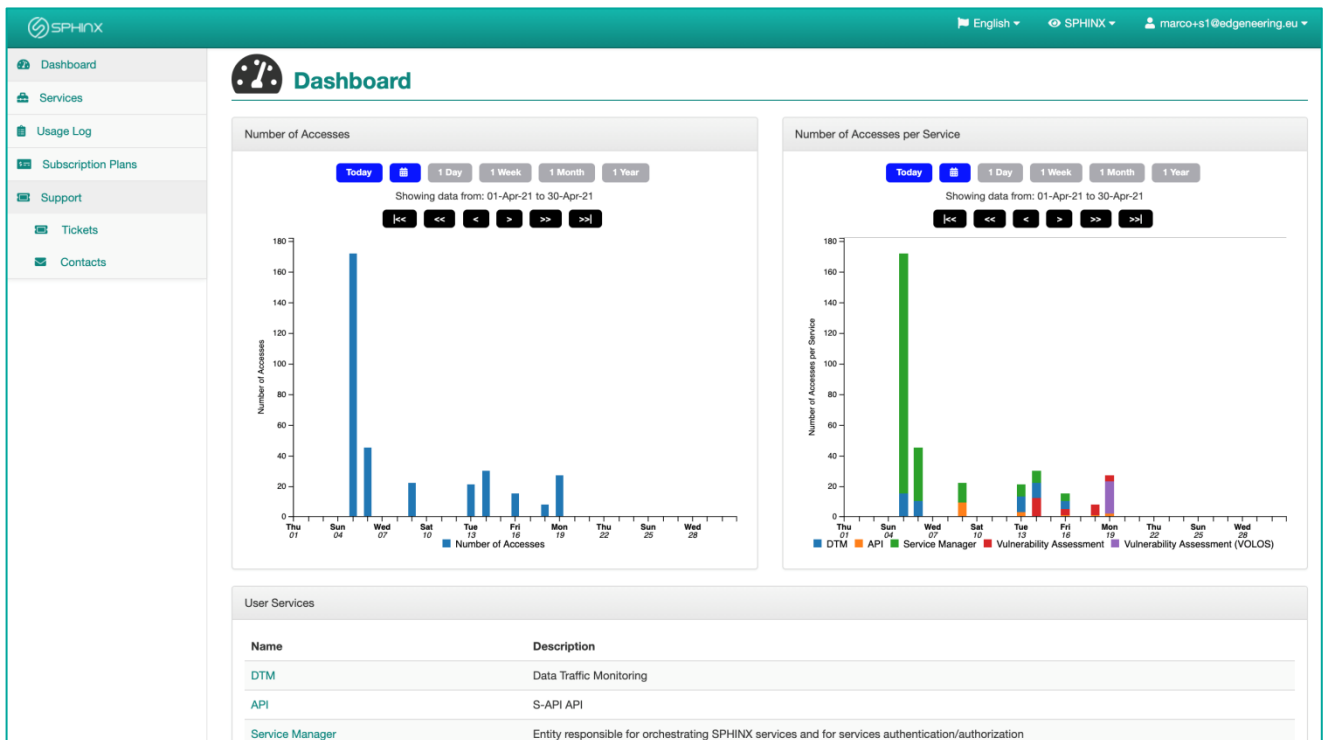 SPHINX
English
SPHINX
marco+s1@edgeneering.eu
Dashboard
Services
Usage Log
Subscription Plans
Support
Tickets
Contacts
Dashboard
Number of Accesses
Today 1 Day 1 Week 1 Month 1 Year
Showing data from: 01-Apr-21 to 30-Apr-21
|<< << < > >> >>|
Number of Accesses
180
160
140
120
100
80
60
40
20
0
Thu Sun Wed Sat Tue Fri Mon Thu Sun Wed
01 04 07 10 13 16 19 22 25 28
Number of Accesses
Number of Accesses per Service
Today 1 Day 1 Week 1 Month 1 Year
Showing data from: 01-Apr-21 to 30-Apr-21
|<< << < > >> >>|
Number of Accesses per Service
180
160
140
120
100
80
60
40
20
0
Thu Sun Wed Sat Tue Fri Mon Thu Sun Wed
01 04 07 10 13 16 19 22 25 28
DTM API Service Manager Vulnerability Assessment Vulnerability Assessment (VOLOS)
User Services
Name Description
DTM Data Traffic Monitoring
API S-API API
Service Manager Entity responsible for orchestrating SPHINX services and for services authentication/authorization